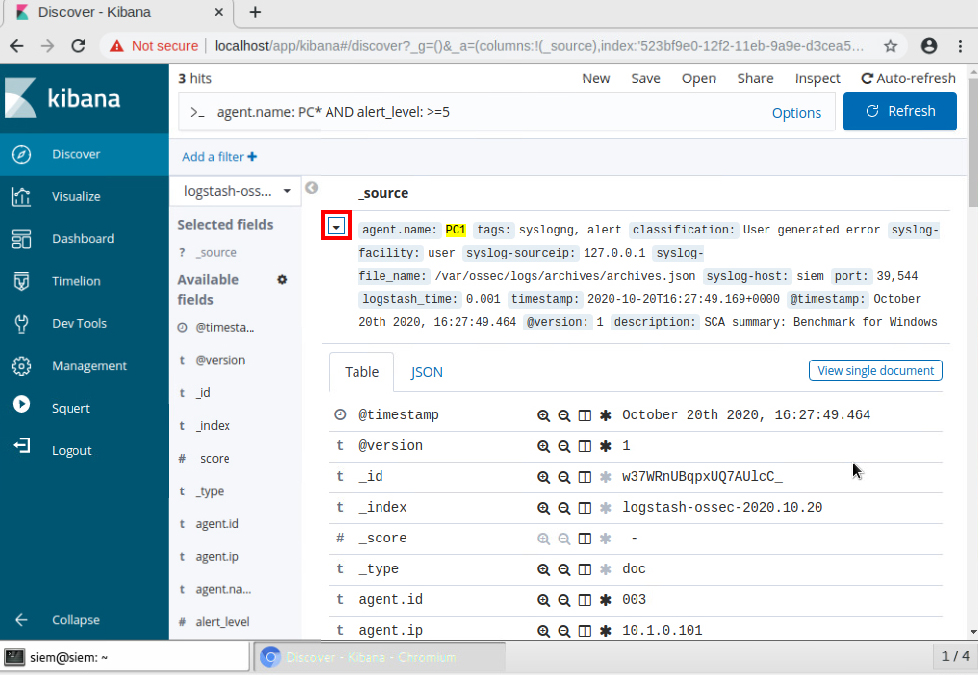 Discover - Kibana
Not secure localhost/app/kibana#/discover?_g=()&_a=(columns:!(_source),index:'523bf9e0-12f2-11eb-9a9e-d3cea5...
kibana
Discover
Visualize
Dashboard
Timelion
Dev Tools
Management
Squert
Logout
Collapse
3 hits
New Save Open Share Inspect Auto-refresh
>_ agent.name: PC* AND alert_level: >=5
Options
Refresh
Add a filter +
logstash-oss...
Selected fields
? _source
Available
fields
@timesta...
t @version
t _id
t _index
# score
t _type
t agent.id
t agent.ip
t agent.na...
# alert_level
_source
agent.name: PC1 tags: syslogng, alert classification: User generated error syslog-
facility: user syslog-sourceip: 127.0.0.1 syslog-
file_name: /var/ossec/logs/archives/archives.json syslog-host: siem port: 39,544
logstash_time: 0.001 timestamp: 2020-10-20T16:27:49.169+0000 @timestamp: October
20th 2020, 16:27:49.464 @version: 1 description: SCA summary: Benchmark for Windows
Table JSON View single document
@timestamp October 20th 2020, 16:27:49.464
t @version 1
t _id w37WRnUBqpxUQ7AUlcC_
t _index logstash-ossec-2020.10.20
# _score -
t _type doc
t agent.id 003
t agent.ip 10.1.0.101
siem@siem: ~
Discover - Kibana - Chromium
1 / 4